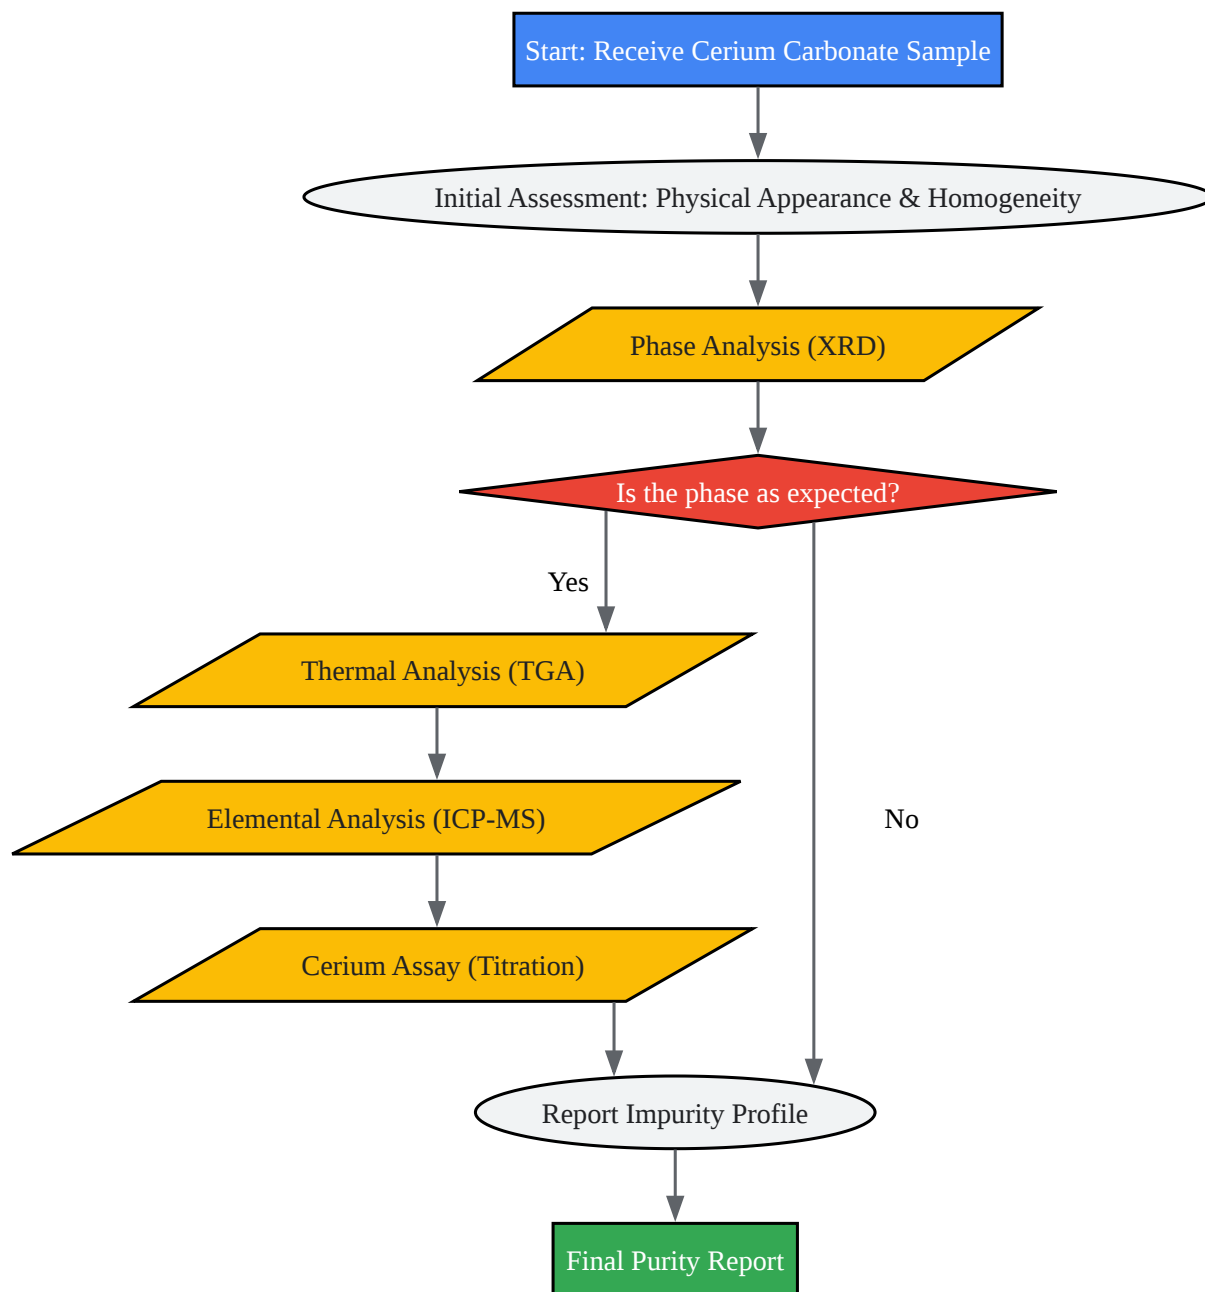 Start: Receive Cerium Carbonate Sample
Initial Assessment: Physical Appearance & Homogeneity
Phase Analysis (XRD)
Is the phase as expected?
Yes
Thermal Analysis (TGA)
Elemental Analysis (ICP-MS)
No
Cerium Assay (Titration)
Report Impurity Profile
Final Purity Report